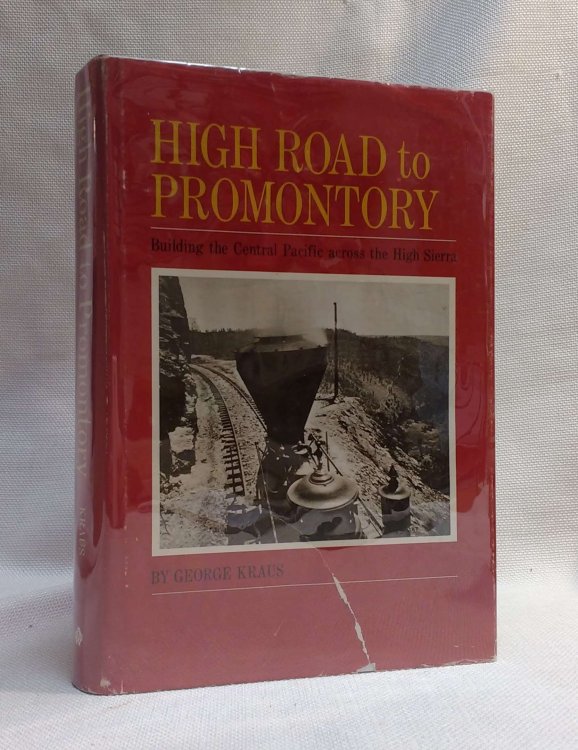 HIGH ROAD to
PROMONTORY
Building the Central Pacific across the High Sierra
BY GEORGE KRAUS
High Road to Promontory
KRAUS